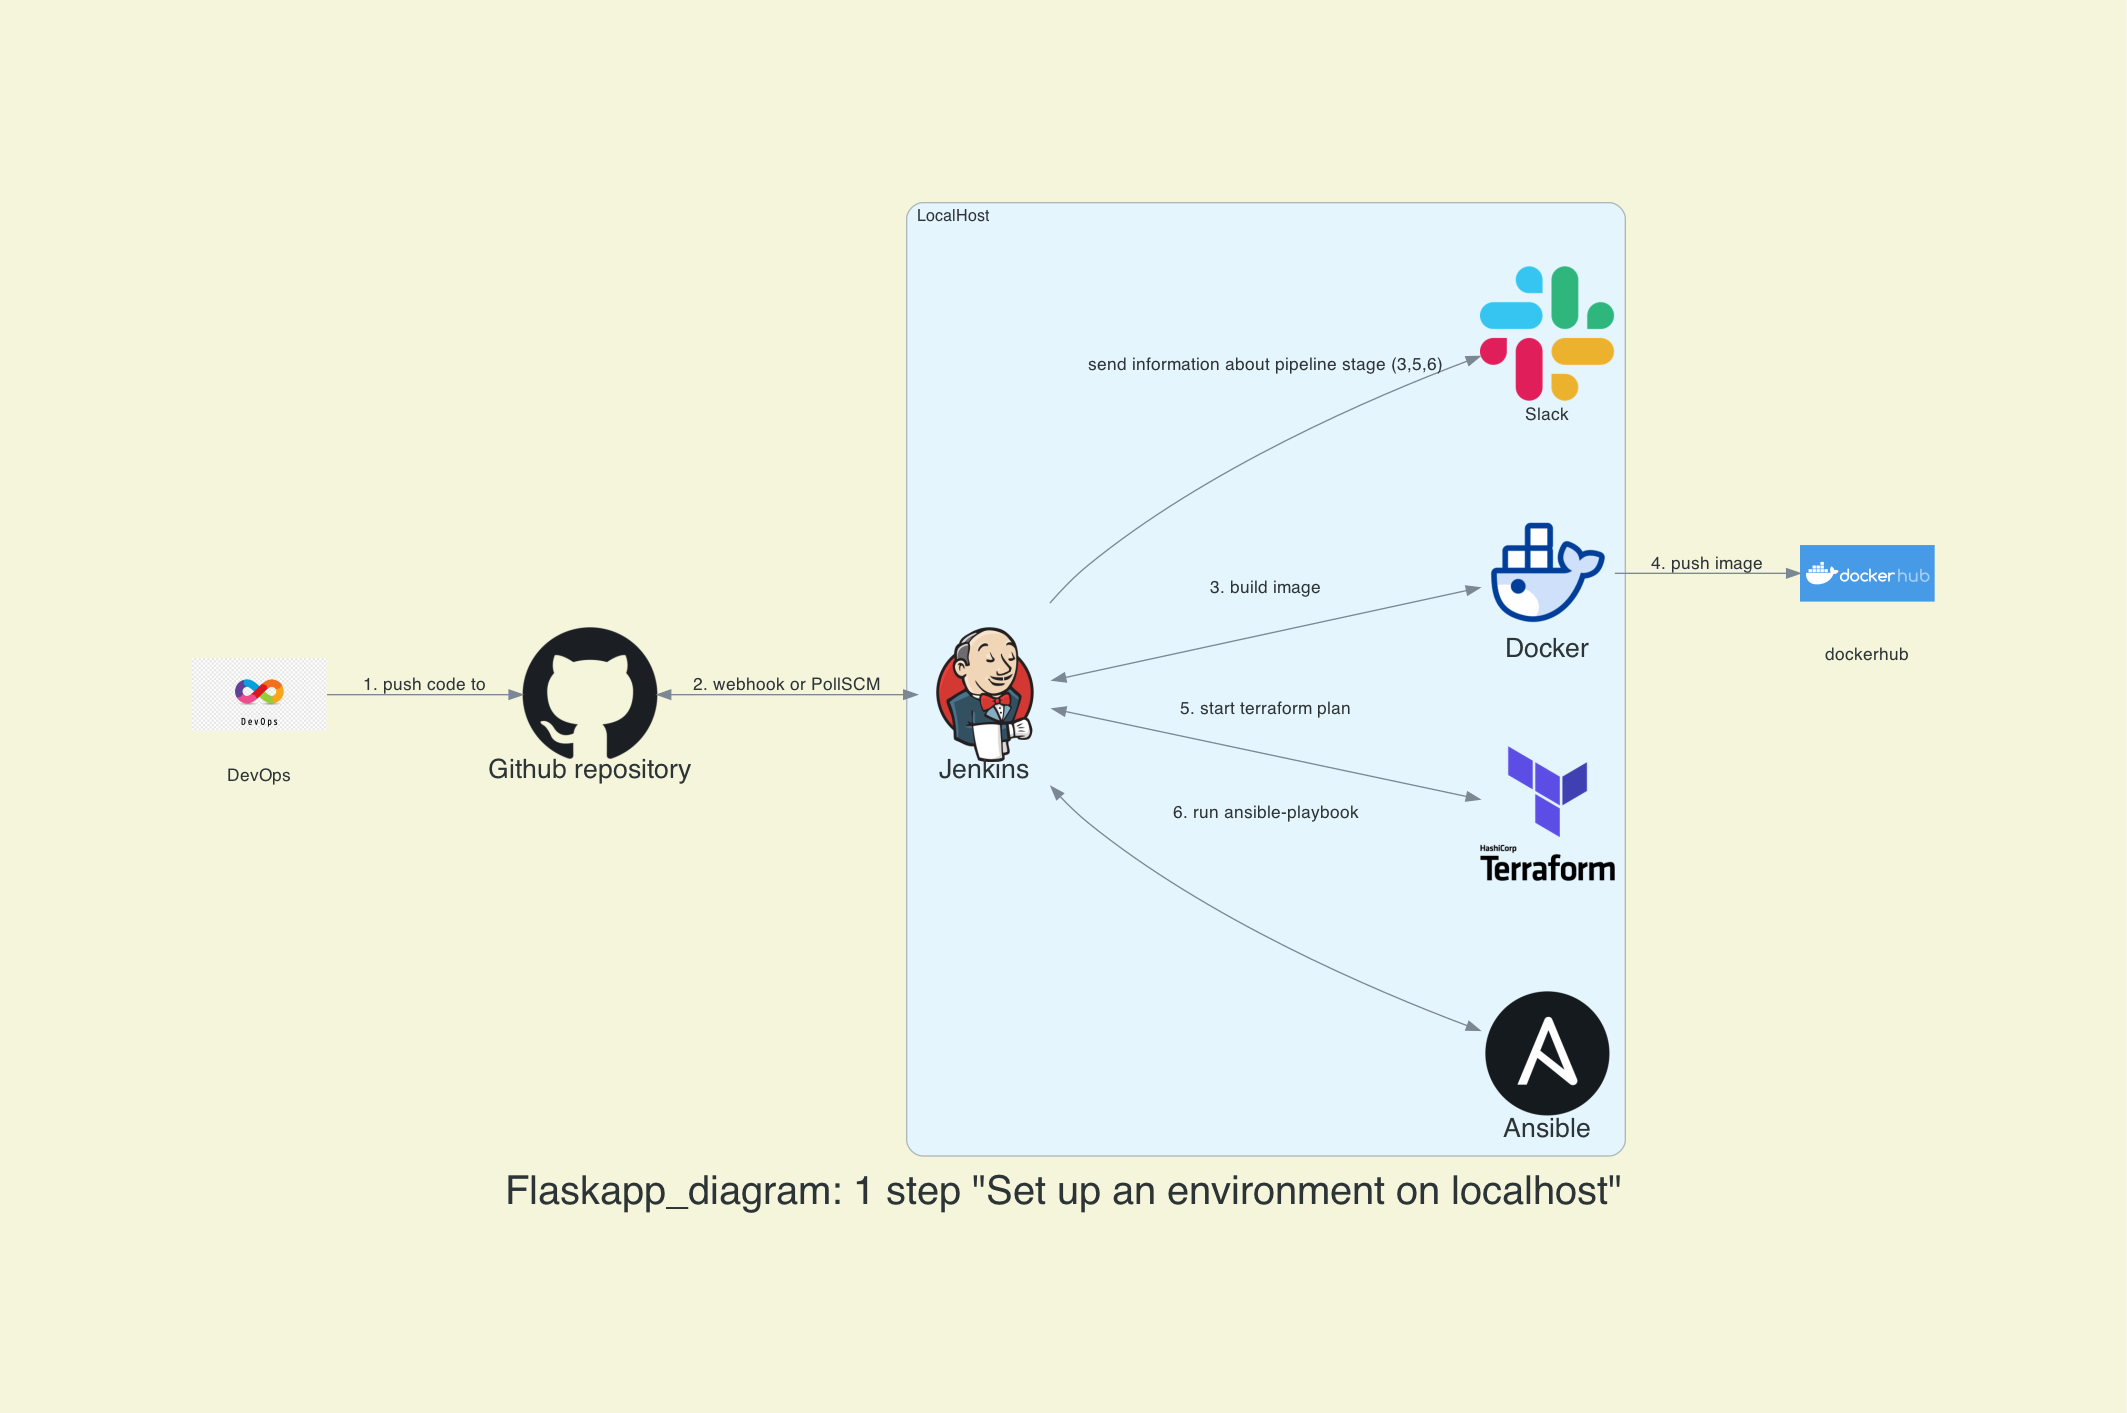 LocalHost
send information about pipeline stage (3,5,6)
Slack
3. build image
4. push image
dockerhub
Docker
dockerhub
1. push code to
2. webhook or PollSCM
DevOps
DevOps
Github repository
Jenkins
5. start terraform plan
6. run ansible-playbook
HashiCorp
Terraform
Ansible
Flaskapp_diagram: 1 step "Set up an environment on localhost"